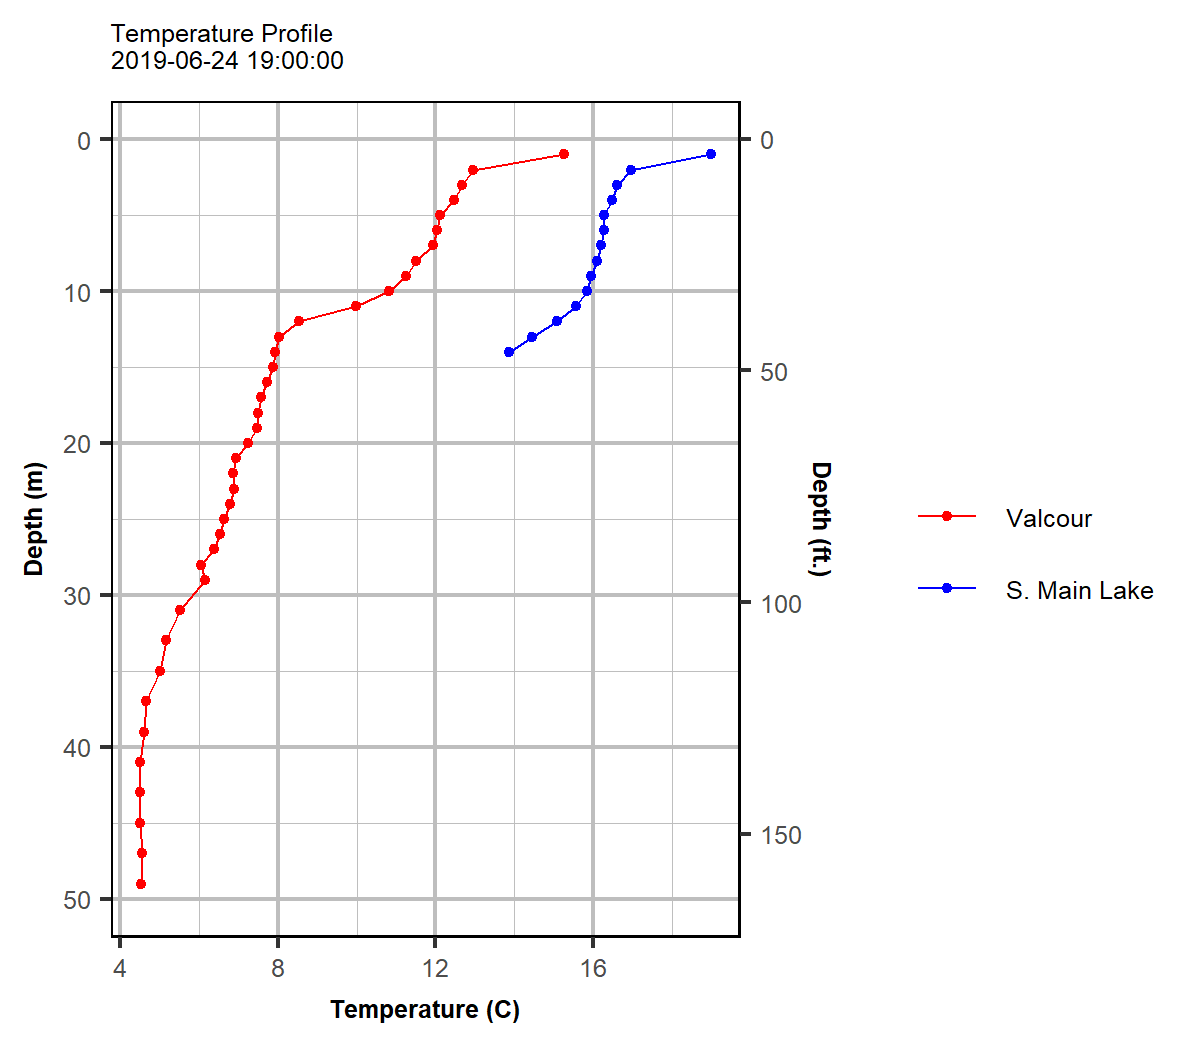 Temperature Profile
2019-06-24 19:00:00
0
10
20
30
40
50
Depth (m)
0
50
100
150
Depth (ft.)
4
8
12
16
Temperature (C)
Valcour
S. Main Lake